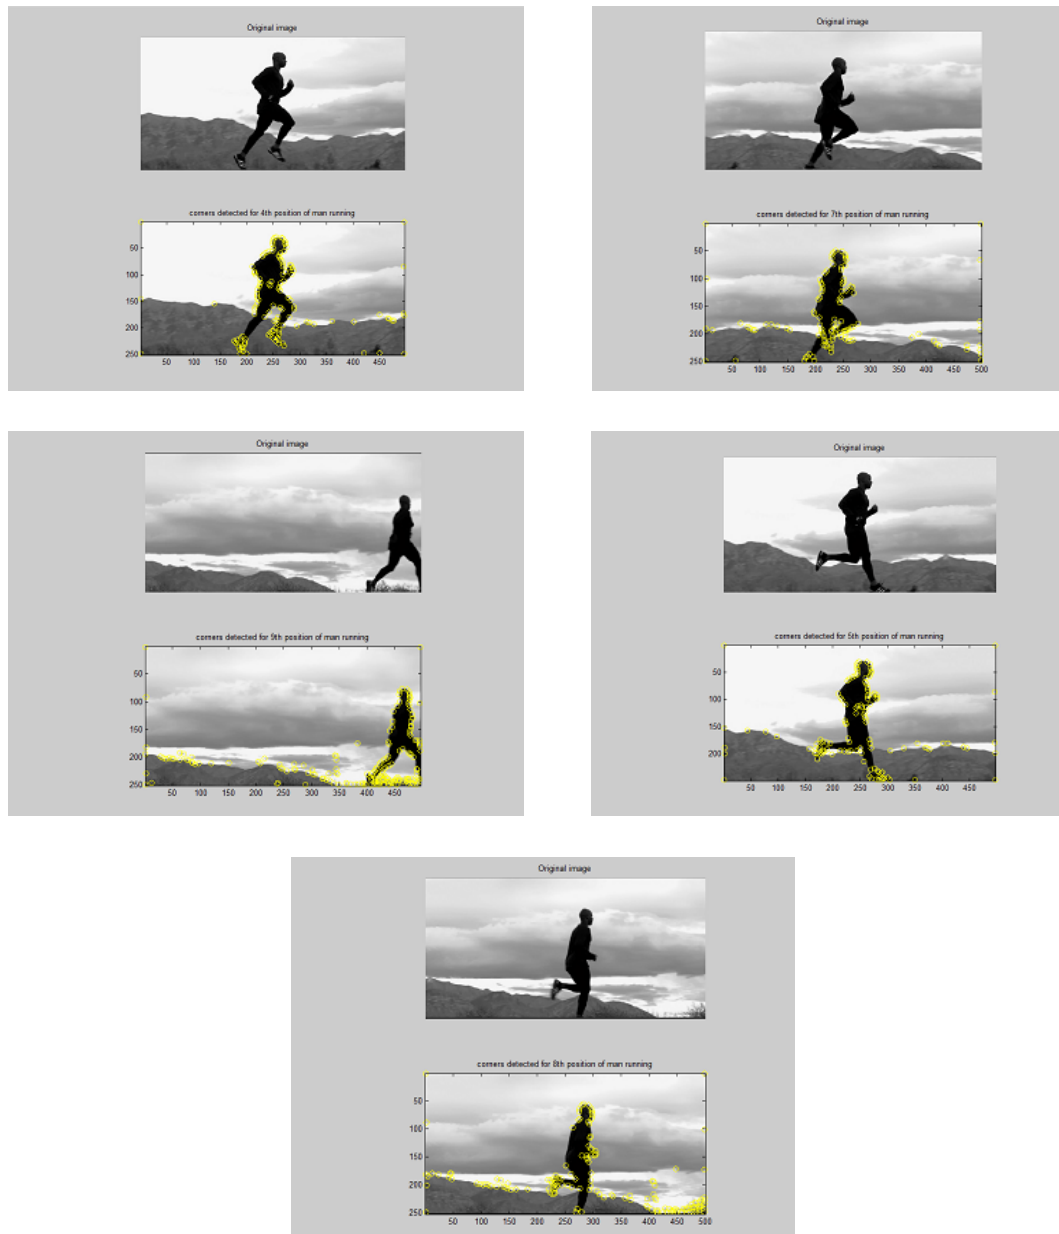 Original image
corners detected for 4th position of man running
50
100
150
200
250
50 100 150 200 250 300 350 400 450
Original image
corners detected for 7th position of man running
50
100
150
200
250
50 100 150 200 250 300 350 400 450 500
Original image
corners detected for 9th position of man running
50
100
150
200
250
50 100 150 200 250 300 350 400 450
Original image
corners detected for 5th position of man running
50
100
150
200
50 100 150 200 250 300 350 400 450
Original image
corners detected for 8th position of man running
50
100
150
200
250
50 100 150 200 250 300 350 400 450 500